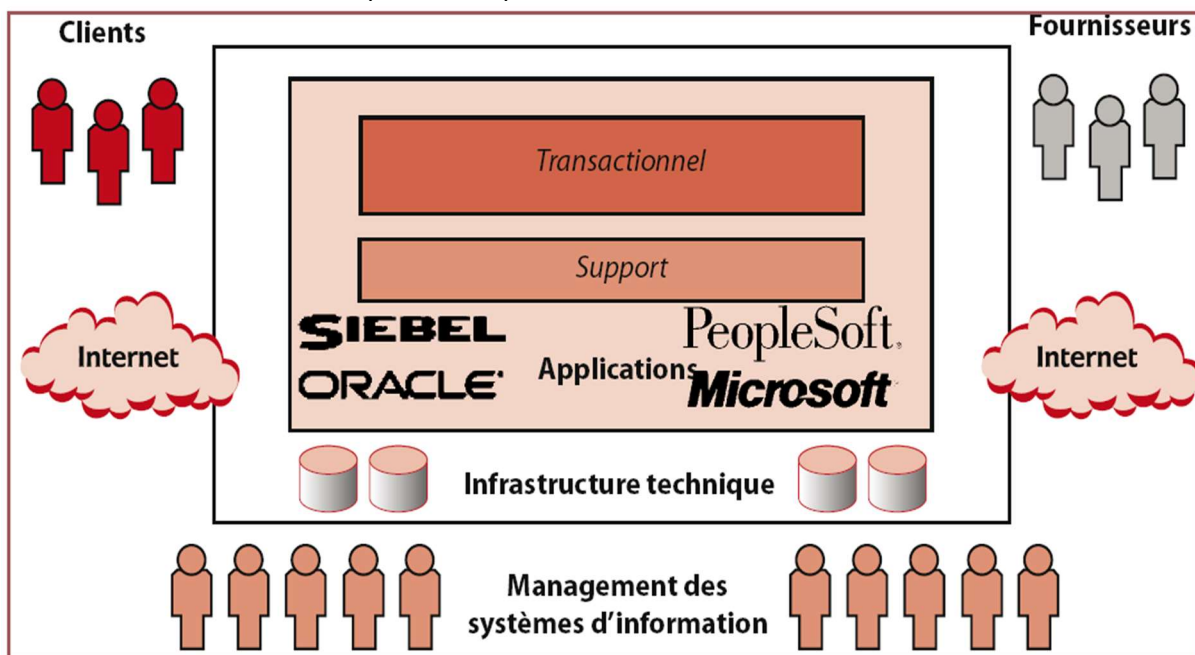 Clients
Fournisseurs
Transactionnel
Support
SIEBEL
PeopleSoft.
Internet
Applications
Internet
ORACLE
Microsoft
Infrastructure technique
Management des
systèmes d'information